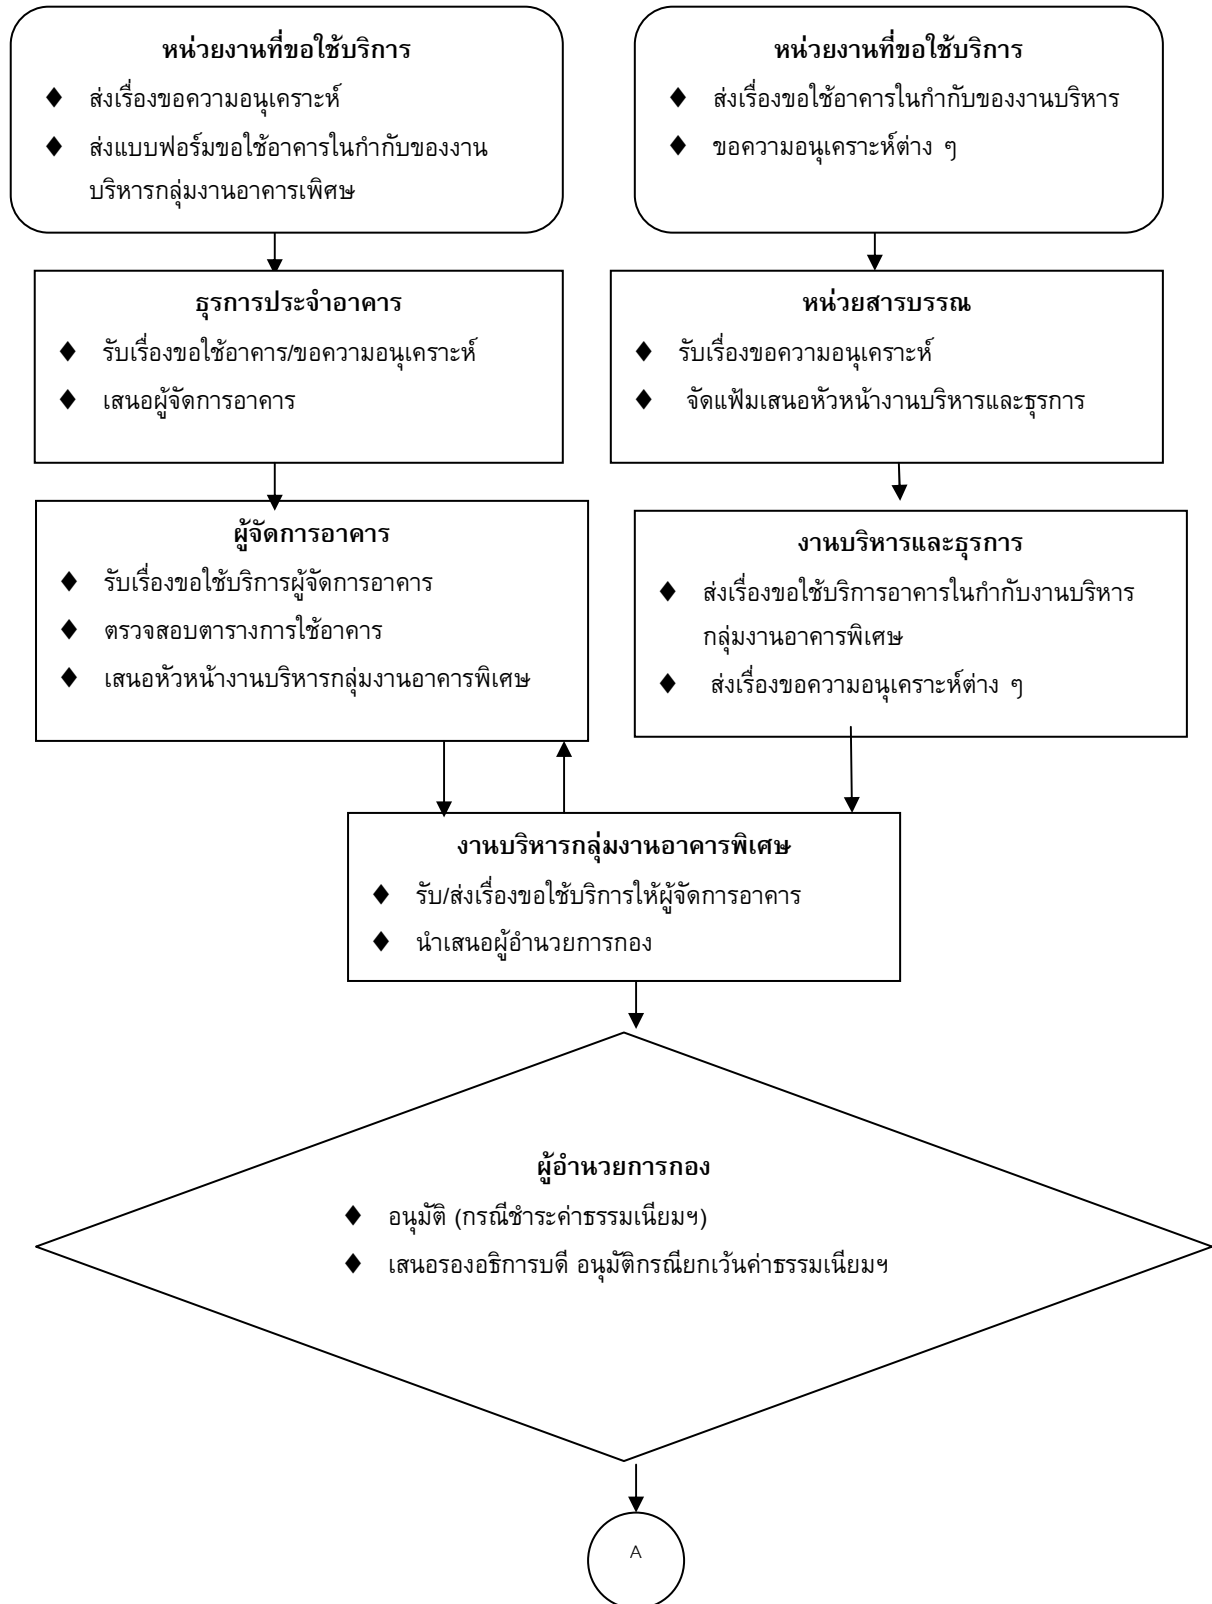 หน่วยงานที่ขอใช้บริการ
♦ ส่งเรื่องขอความอนุเคราะห์
♦ ส่งแบบฟอร์มขอใช้อาคารในกำกับของงาน
บริหารกลุ่มงานอาคารเพิศษ
หน่วยงานที่ขอใช้บริการ
♦ ส่งเรื่องขอใช้อาคารในกำกับของงานบริหาร
♦ ขอความอนุเคราะห์ต่าง ๆ
ธุรการประจำอาคาร
♦ รับเรื่องขอใช้อาคาร/ขอความอนุเคราะห์
♦ เสนอผู้จัดการอาคาร
หน่วยสารบรรณ
♦ รับเรื่องขอความอนุเคราะห์
♦ จัดแฟ้มเสนอหัวหน้างานบริหารและธุรการ
ผู้จัดการอาคาร
♦ รับเรื่องขอใช้บริการผู้จัดการอาคาร
♦ ตรวจสอบตารางการใช้อาคาร
♦ เสนอหัวหน้างานบริหารกลุ่มงานอาคารพิเศษ
งานบริหารและธุรการ
♦ ส่งเรื่องขอใช้บริการอาคารในกำกับงานบริหาร
กลุ่มงานอาคารพิเศษ
♦ ส่งเรื่องขอความอนุเคราะห์ต่าง ๆ
งานบริหารกลุ่มงานอาคารพิเศษ
♦ รับ/ส่งเรื่องขอใช้บริการให้ผู้จัดการอาคาร
♦ นำเสนอผู้อำนวยการกอง
ผู้อำนวยการกอง
♦ อนุมัติ (กรณีชำระค่าธรรมเนียมฯ)
♦ เสนอรองอธิการบดี อนุมัติกรณียกเว้นค่าธรรมเนียมฯ
A